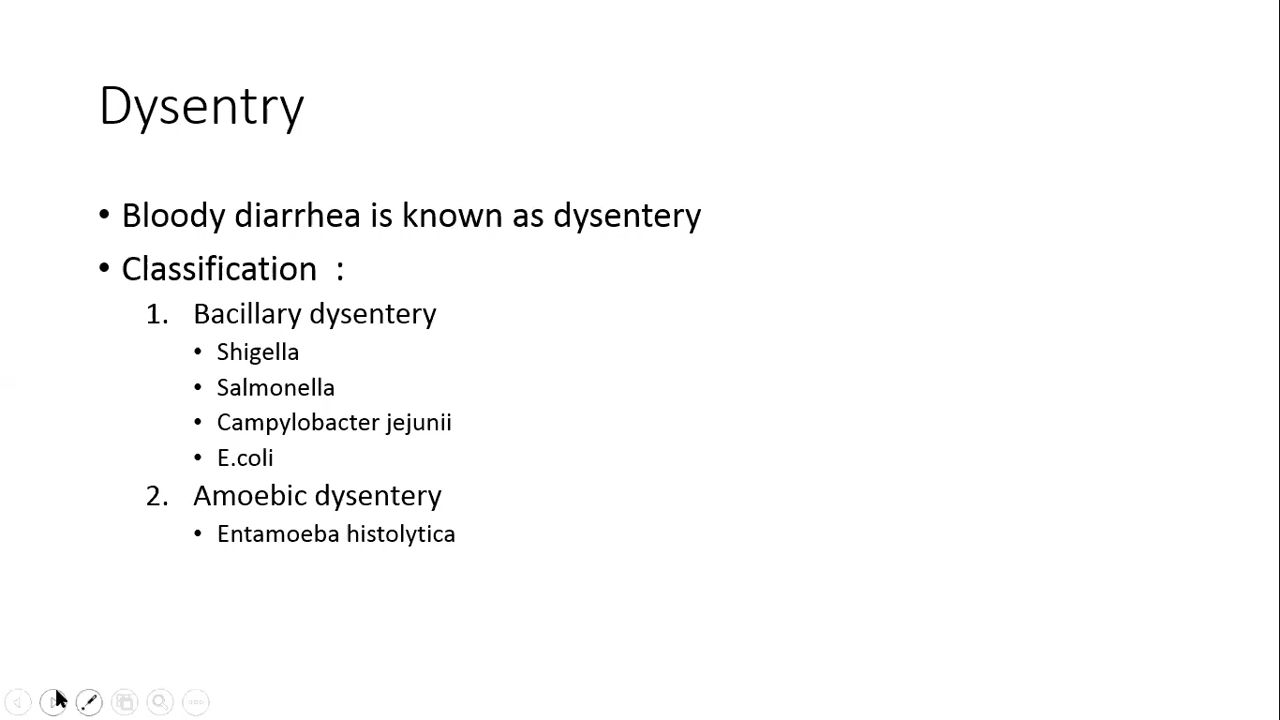 Dysentry
• Bloody diarrhea is known as dysentery
• Classification :
1. Bacillary dysentery
• Shigella
• Salmonella
• Campylobacter jejunii
• E.coli
2. Amoebic dysentery
• Entamoeba histolytica